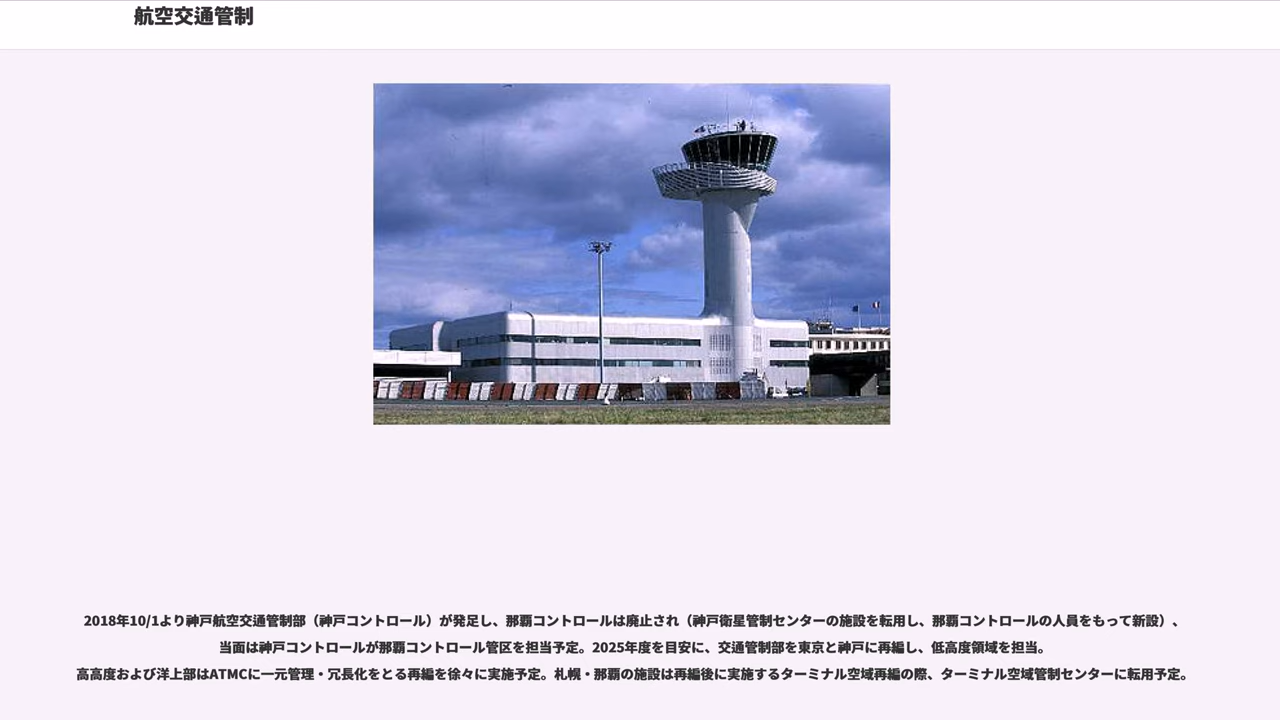 航空交通管制
2018年10/1より神戸航空交通管制部（神戸コントロール）が発足し、那覇コントロールは廃止され（神戸衛星管制センターの施設を転用し、那覇コントロールの人員をもって新設）、
当面は神戸コントロールが那覇コントロール管区を担当予定。2025年度を目安に、交通管制部を東京と神戸に再編し、低高度領域を担当。
高高度および洋上部はATMCに一元管理・冗長化をとる再編を徐々に実施予定。札幌・那覇の施設は再編後に実施するターミナル空域再編の際、ターミナル空域管制センターに転用予定。